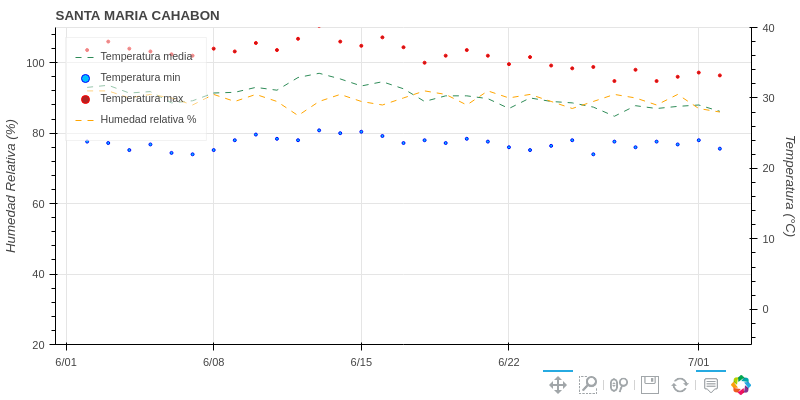 SANTA MARIA CAHABON
Temperatura media
Temperatura min
Temperatura max
Humedad relativa %
Humedad Relativa (%)
100
80
60
40
20
Temperatura (°C)
40
30
20
10
0
6/01
6/08
6/15
6/22
7/01